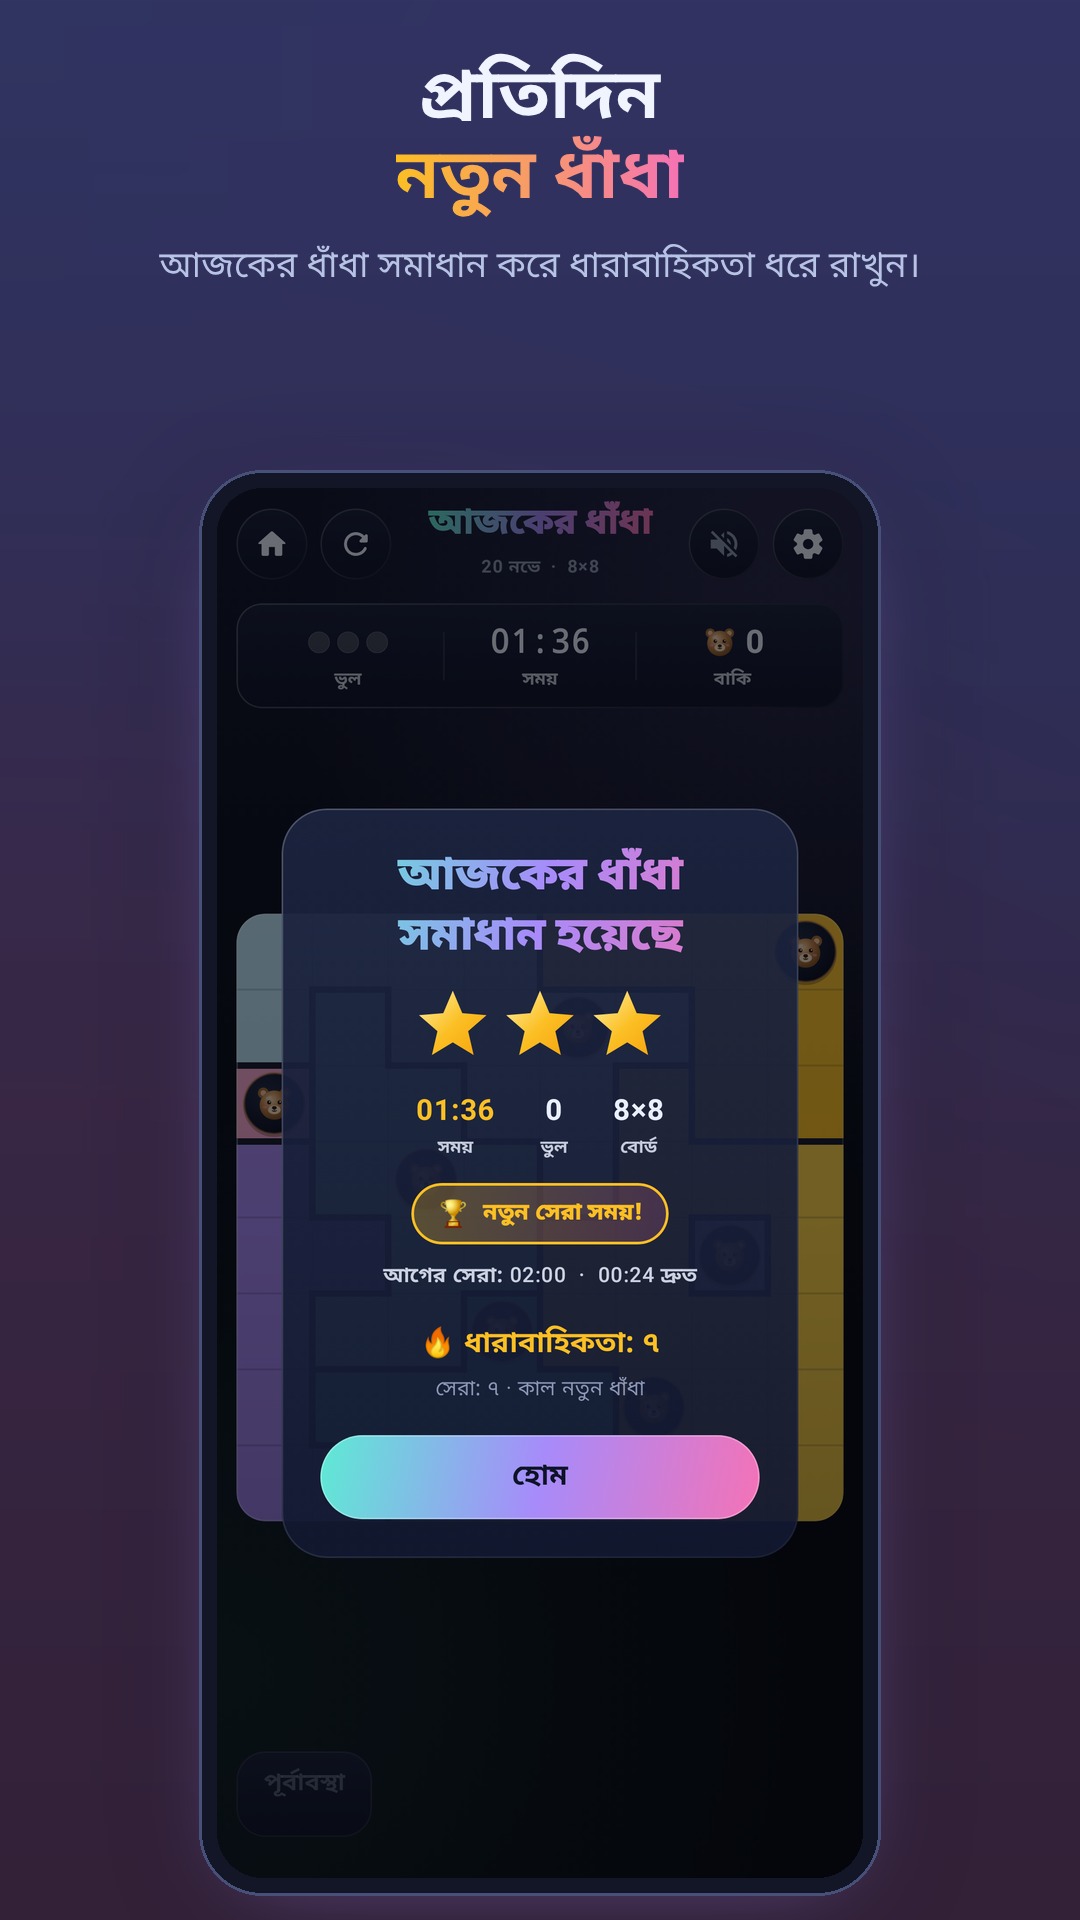 প্রতিদিন
নতুন ধাঁধা
আজকের ধাঁধা সমাধান করে ধারাবাহিকতা ধরে রাখুন।
আজকের ধাঁধা
20 নভে · 8×8
01:36 0
ভুল সময় বাকি
আজকের ধাঁধা
সমাধান হয়েছে
01:36 0 8×8
সময় ভুল বোর্ড
নতুন সেরা সময়!
আগের সেরা: 02:00 · 00:24 দ্রুত
ধারাবাহিকতা: ৭
সেরা: ৭ · কাল নতুন ধাঁধা
হোম
পূর্বাবস্থা